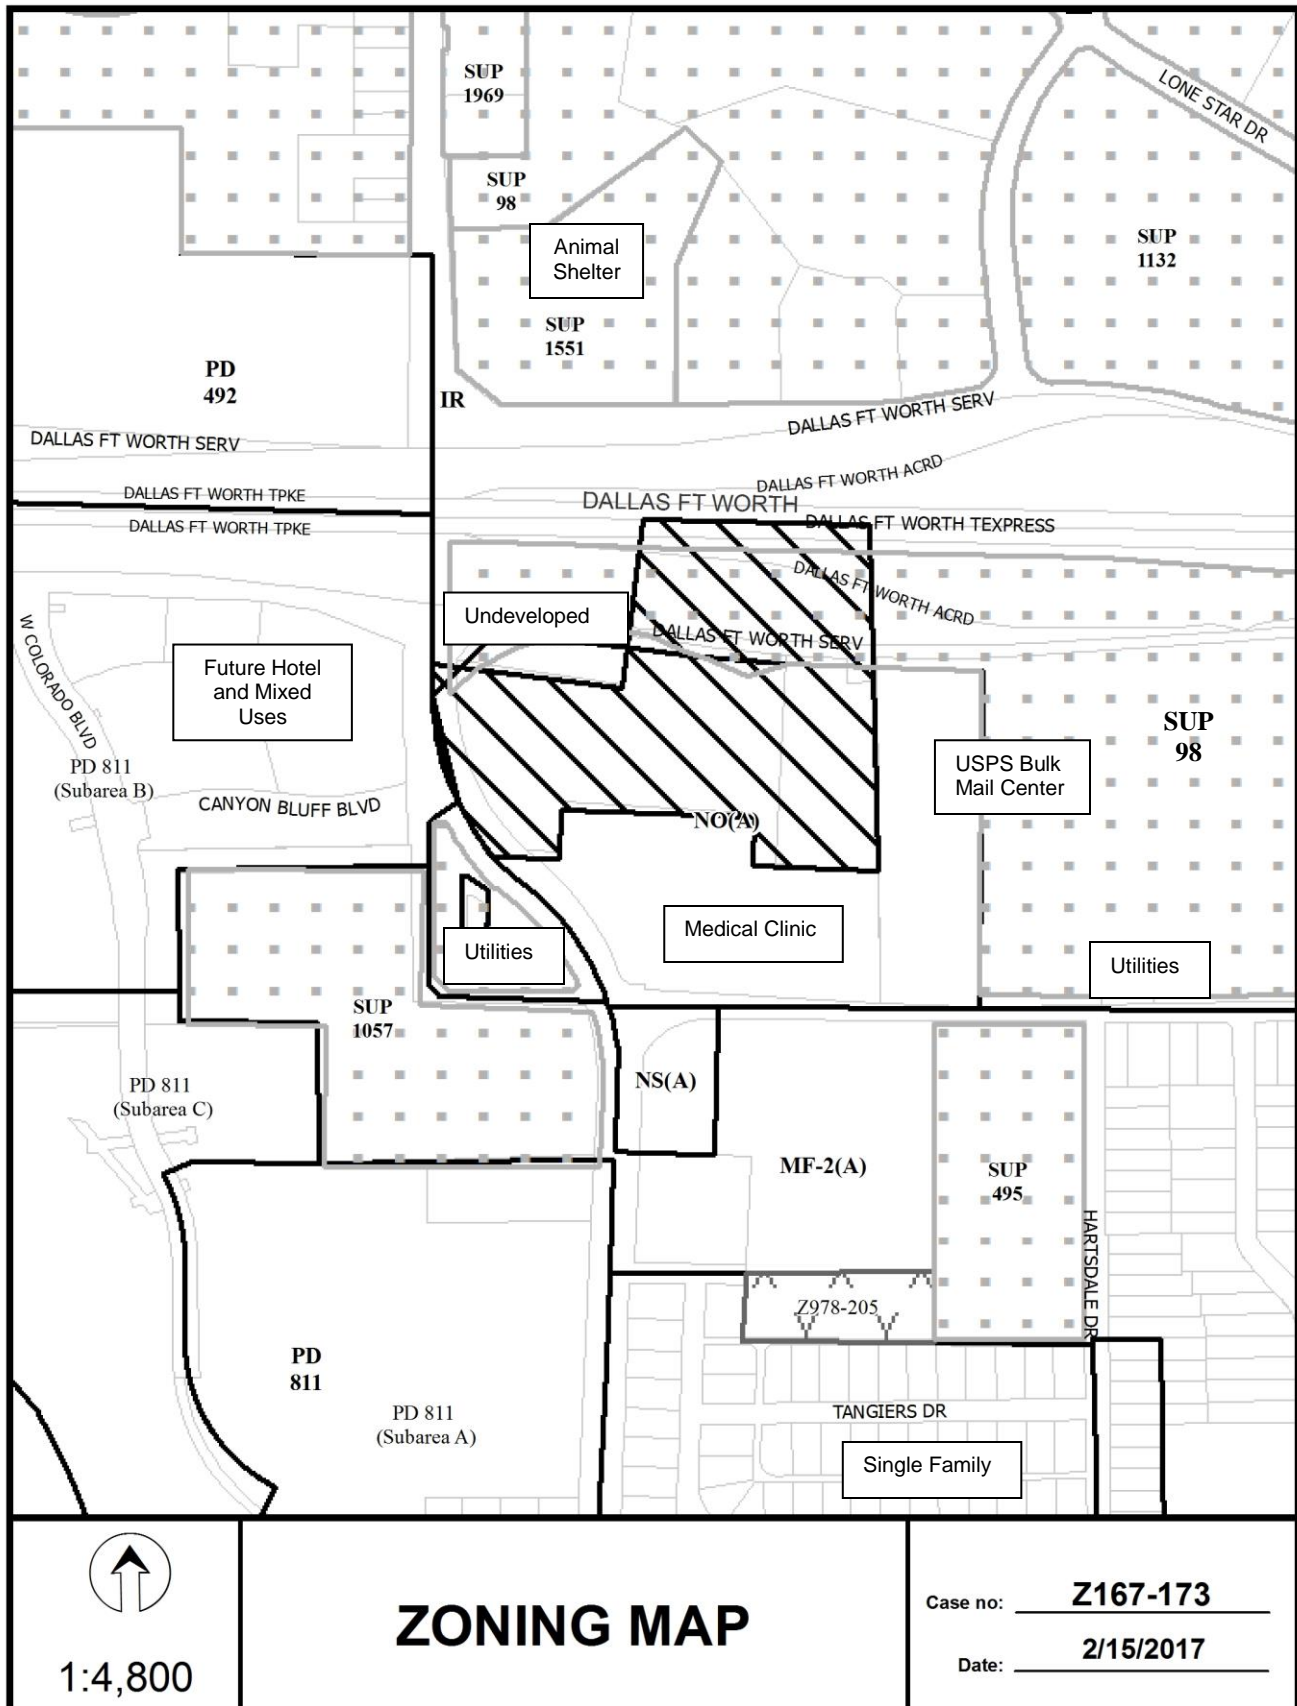 SUP
1969
LONE STAR DR
SUP
98
Animal
Shelter
SUP
1132
SUP
1551
PD
492
IR
DALLAS FT WORTH SERV
DALLAS FT WORTH SERV
DALLAS FT WORTH ACRD
DALLAS FT WORTH TPKE
DALLAS FT WORTH
DALLAS FT WORTH TPKE
DALLAS FT WORTH TEXPRESS
DALLAS FT WORTH ACRD
Undeveloped
DALLAS FT WORTH SERV
W COLORADO BLVD
Future Hotel
and Mixed
Uses
SUP
98
PD 811
(Subarea B)
USPS Bulk
Mail Center
CANYON BLUFF BLVD
NO(A)
Medical Clinic
Utilities
Utilities
SUP
1057
PD 811
(Subarea C)
NS(A)
MF-2(A)
SUP
495
HARTSDALE DR
Z978-205
PD
811
PD 811
(Subarea A)
TANGIERS DR
Single Family
1:4,800
ZONING MAP
Case no: Z167-173
Date: 2/15/2017